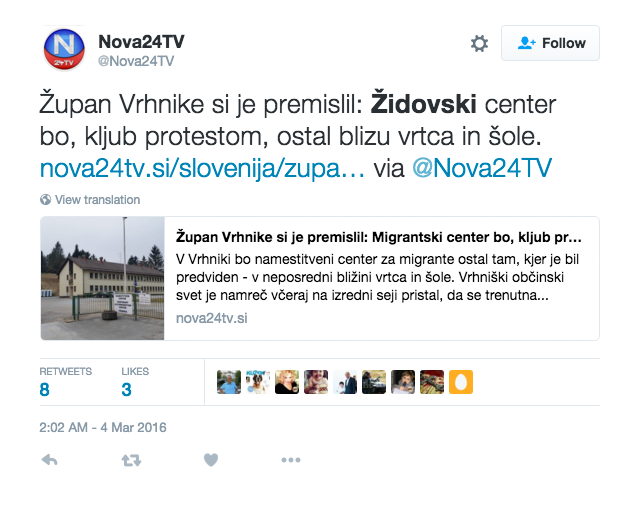 Nova24TV
@Nova24TV
Follow
Župan Vrhnike si je premislil: Židovski center
bo, kljub protestom, ostal blizu vrtca in šole.
nova24tv.si/slovenija/zupa… via @Nova24TV
View translation
Župan Vrhnike si je premislil: Migrantski center bo, kljub pr…
V Vrhniki bo namestitveni center za migrante ostal tam, kjer je bil
predviden - v neposredni bližini vrtca in šole. Vrhniški občinski
svet je namreč včeraj na izredni seji pristal, da se trenutna...
nova24tv.si
RETWEETS LIKES
8 3
2:02 AM - 4 Mar 2016